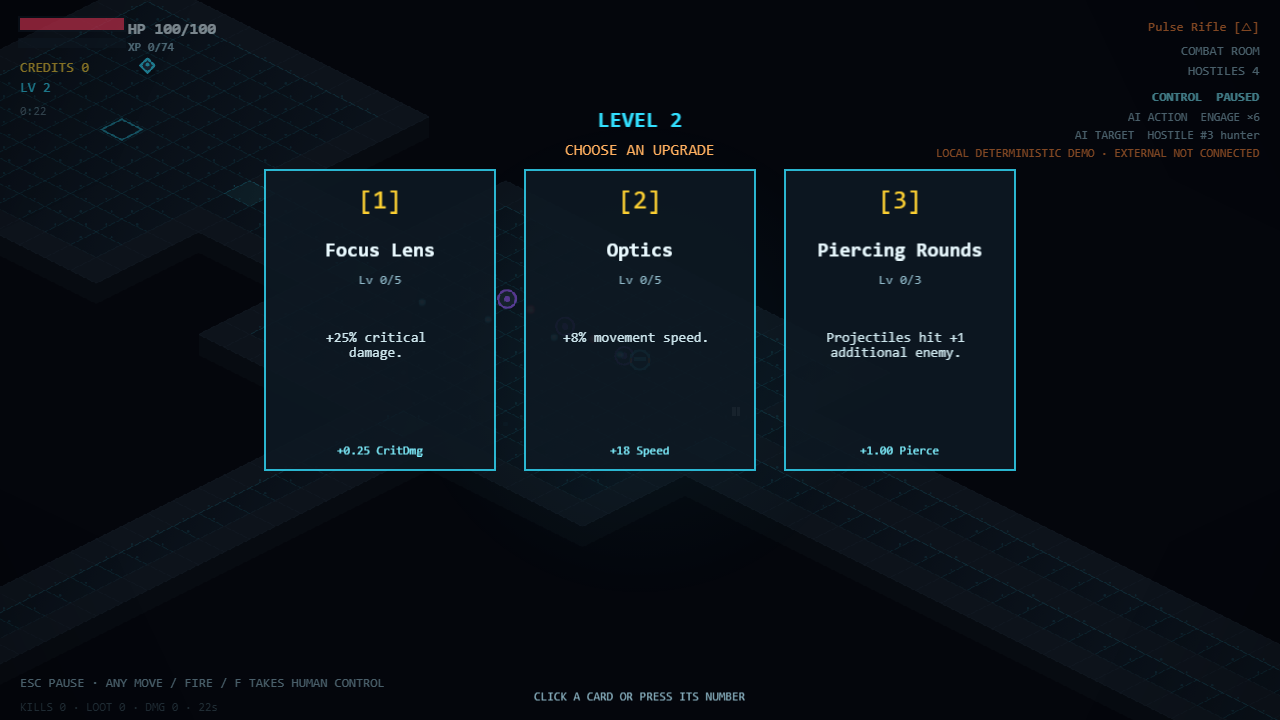 HP 100/100
XP 0/74
CREDITS 0
LV 2
0:22
Pulse Rifle [△]
COMBAT ROOM
HOSTILES 4
CONTROL PAUSED
AI ACTION ENGAGE ×6
AI TARGET HOSTILE #3 hunter
LOCAL DETERMINISTIC DEMO · EXTERNAL NOT CONNECTED
LEVEL 2
CHOOSE AN UPGRADE
[1]
Focus Lens
Lv 0/5
+25% critical
damage.
+0.25 CritDmg
[2]
Optics
Lv 0/5
+8% movement speed.
+18 Speed
[3]
Piercing Rounds
Lv 0/3
Projectiles hit +1
additional enemy.
+1.00 Pierce
ESC PAUSE · ANY MOVE / FIRE / F TAKES HUMAN CONTROL
KILLS 0 · LOOT 0 · DMG 0 · 22s
CLICK A CARD OR PRESS ITS NUMBER